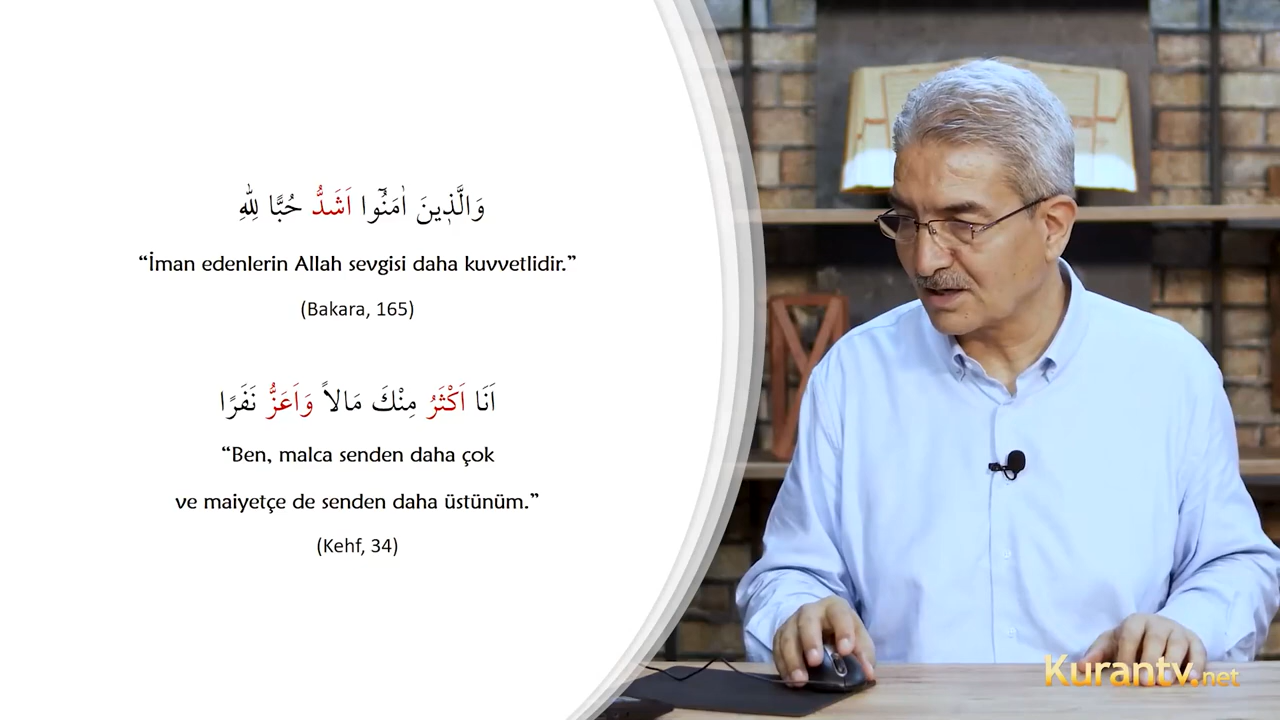 وَالَّذ۪ينَ اٰمَنُٓوا اَشَدُّ حُبًّا لِلّٰهِ
“İman edenlerin Allah sevgisi daha kuvvetlidir.”
(Bakara, 165)
اَنَا اَكْثَرُ مِنْكَ مَالاً وَاَعَزُّ نَفَرًا
“Ben, malca senden daha çok
ve maiyetçe de senden daha üstünüm.”
(Kehf, 34)
Kurantv.net